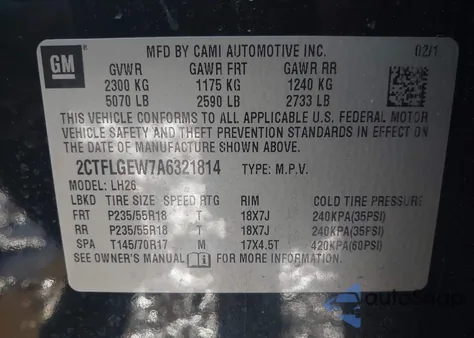 GM
MFD BY CAMI AUTOMOTIVE INC. 02/1
GVWR GAWR FRT GAWR RR
2300 KG 1175 KG 1240 KG
5070 LB 2590 LB 2733 LB
THIS VEHICLE CONFORMS TO ALL APPLICABLE U.S. FEDERAL MOTOR
VEHICLE SAFETY AND THEFT PREVENTION STANDARDS IN EFFECT ON
THE DATE OF MANUFACTURE SHOWN ABOVE.
2CTFLGEW7A6321814 TYPE: M.P.V.
MODEL: LH26
LBKD TIRE SIZE SPEED RTG RIM COLD TIRE PRESSURE
FRT P235/55R18 T 18X7J 240KPA(35PSI)
RR P235/55R18 T 18X7J 240KPA(35PSI)
SPA T145/70R17 M 17X4.5T 420KPA(60PSI)
SEE OWNER'S MANUAL FOR MORE INFORMATION
AutoSnap